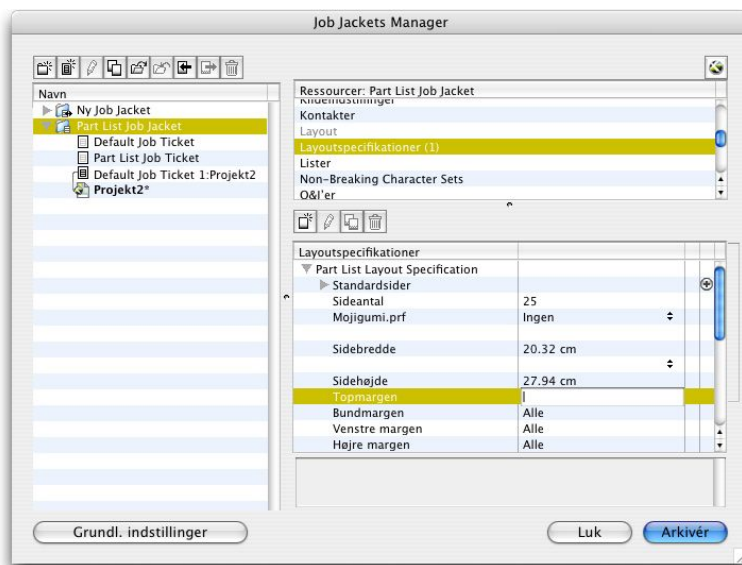 Job Jackets Manager
Navn
Ny Job Jacket
Part List Job Jacket
Default Job Ticket
Part List Job Ticket
Default Job Ticket 1:Projekt2
Projekt2*
Ressourcer: Part List Job Jacket
Kildeindstillinger
Kontakter
Layout
Layoutspecifikationer (1)
Lister
Non-Breaking Character Sets
O&I'er
Layoutspecifikationer
Part List Layout Specification
Standardsider
Sideantal 25
Mojigumi.prf Ingen
Sidebredde 20.32 cm
Sidehøjde 27.94 cm
Topmargen
Bundmargen Alle
Venstre margen Alle
Højre margen Alle
Grundl. indstillinger
Luk
Arkivér